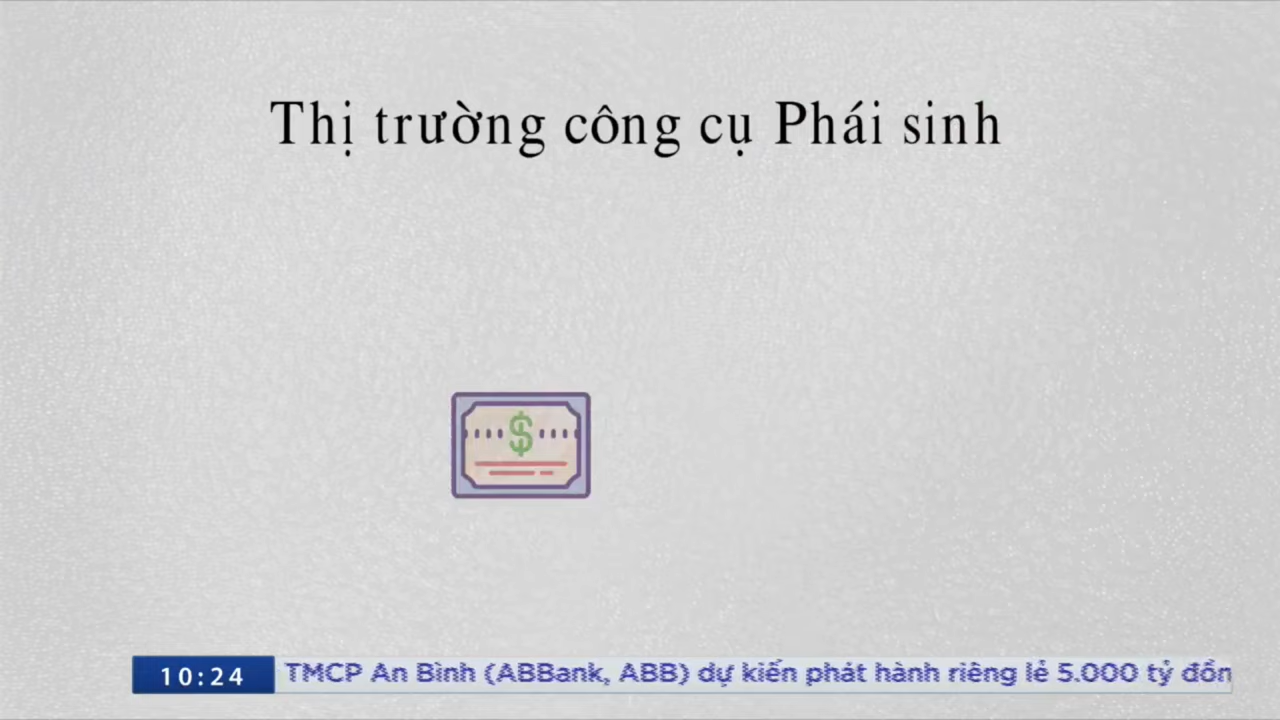 Thị trường công cụ Phái sinh
$
10:24 TMCP An Bình (ABBank, ABB) dự kiến phát hành riêng lẻ 5.000 tỷ đồn